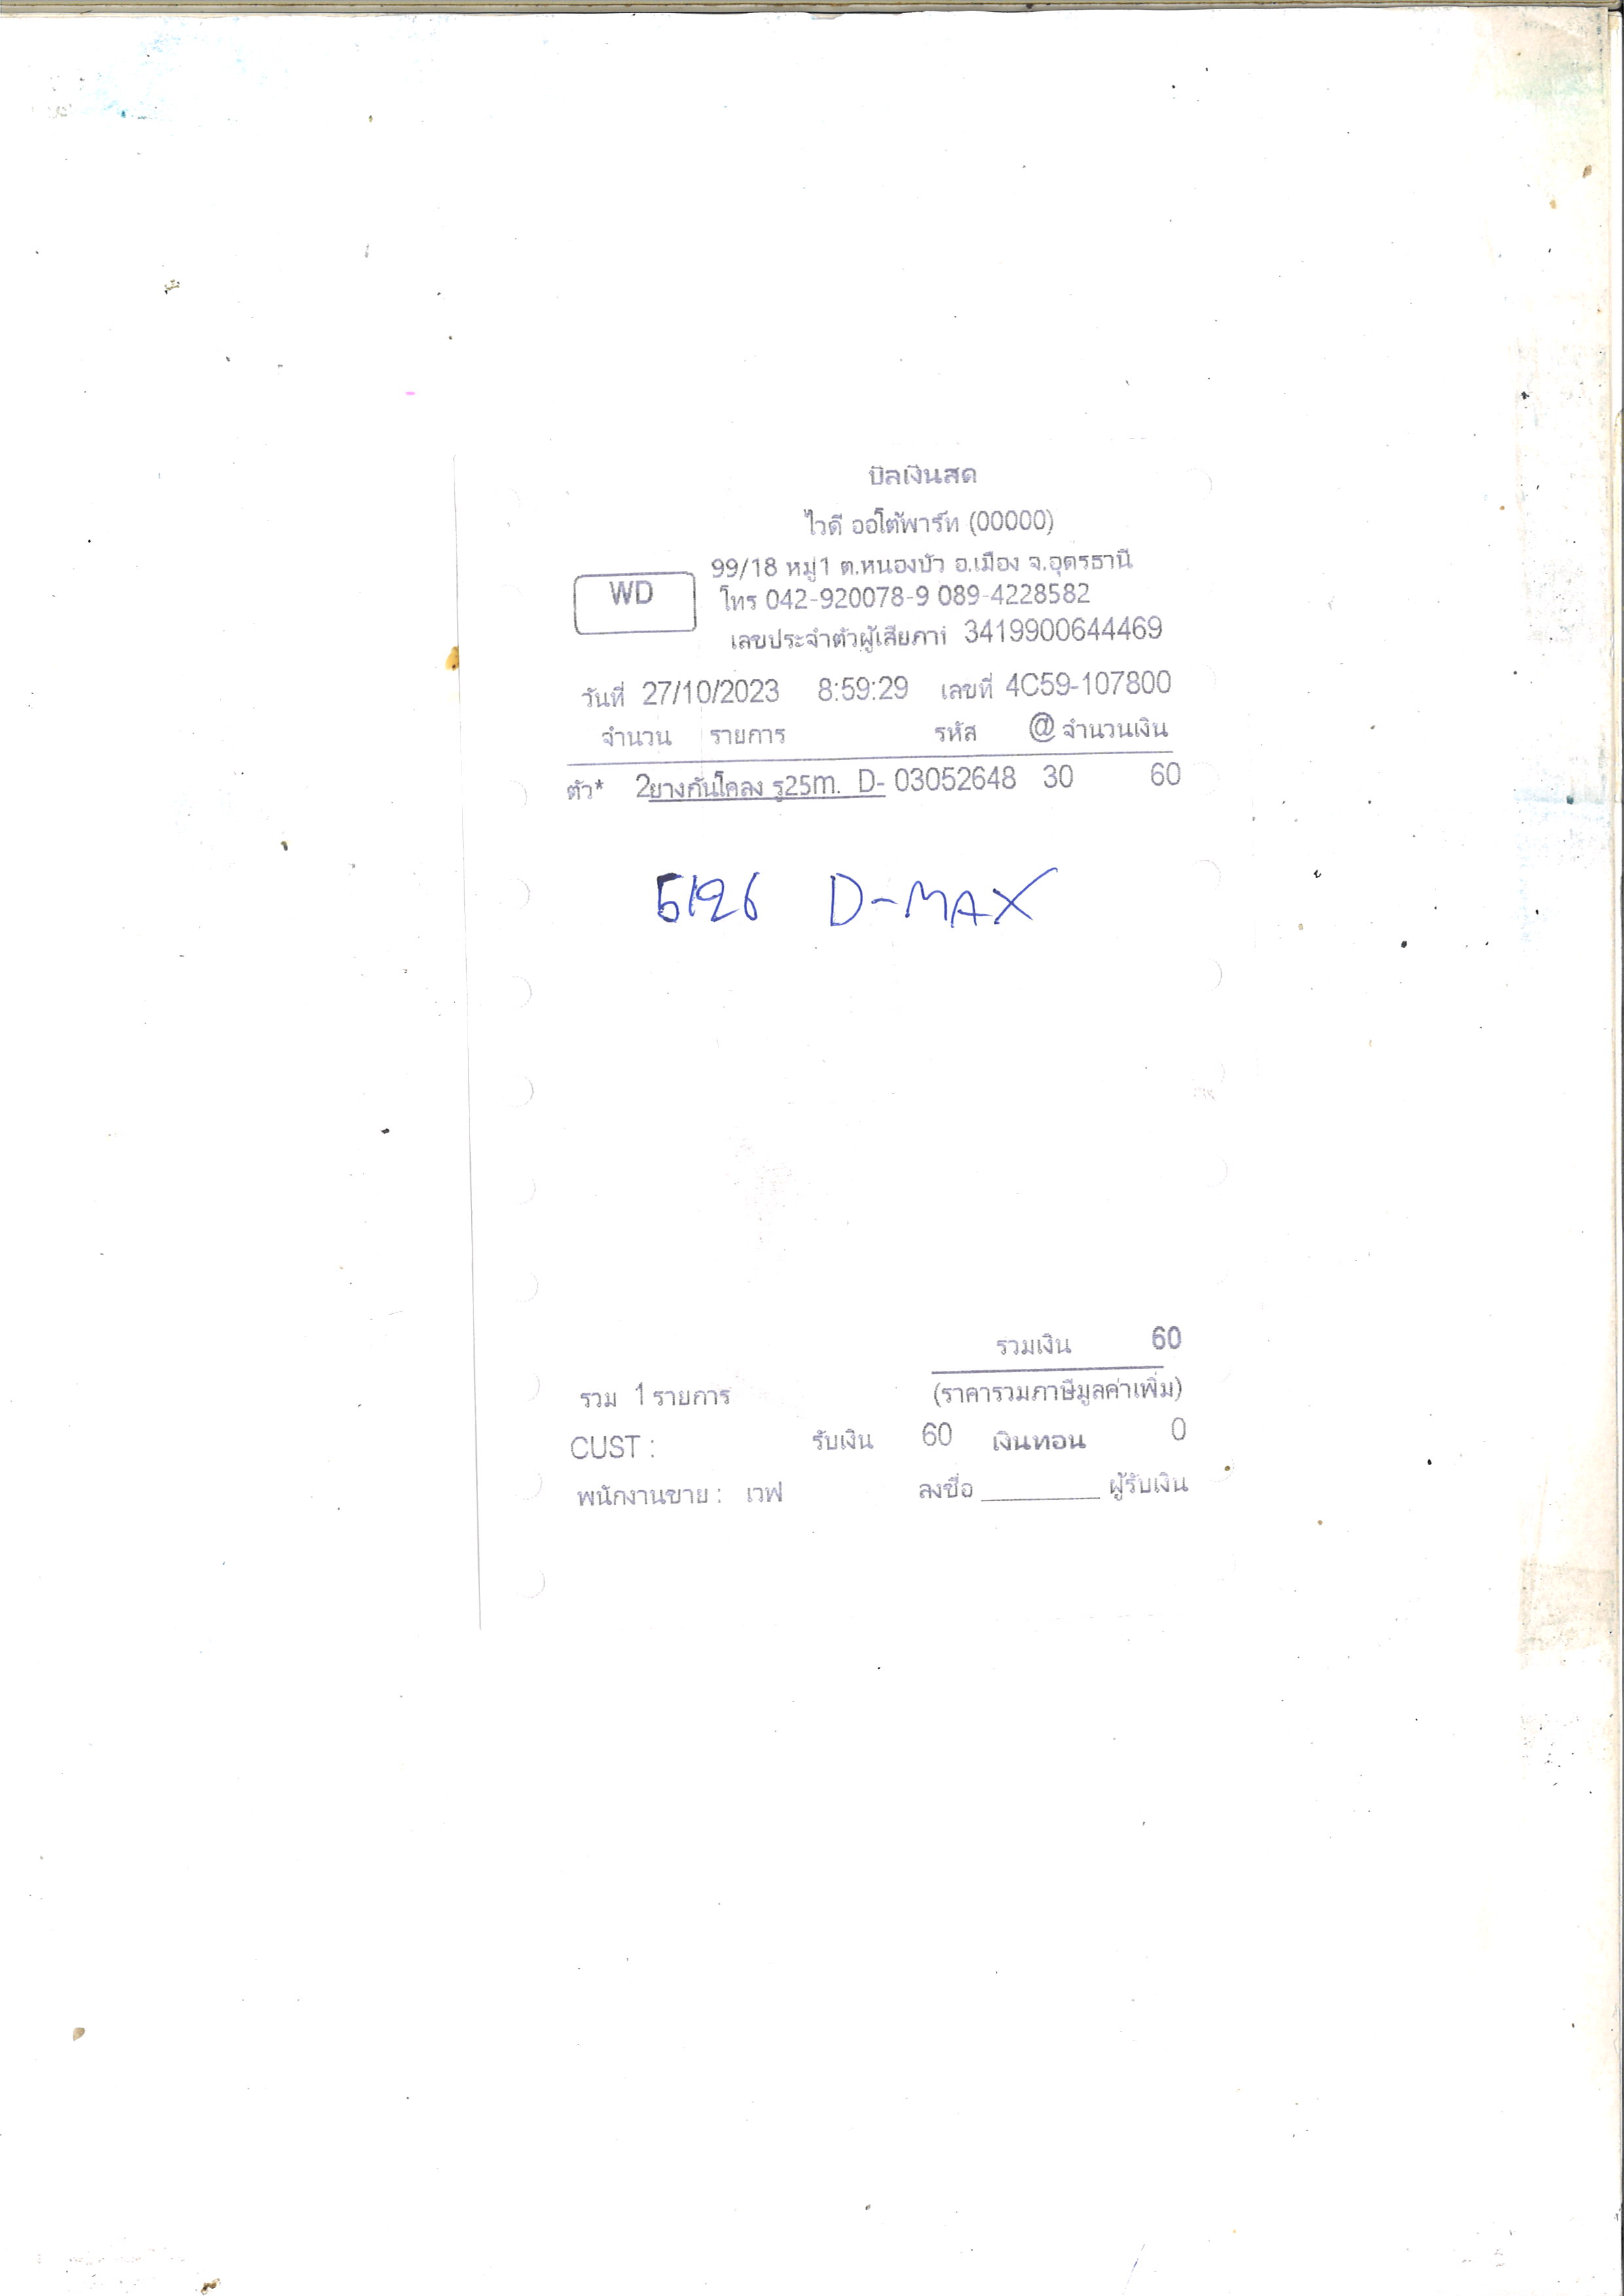 บิลเงินสด
ไวดี ออโต้พาร์ท (00000)
99/18 หมู่1 ต.หนองบัว อ.เมือง จ.อุดรธานี
WD
โทร 042-920078-9 089-4228582
เลขประจำตัวผู้เสียภาษี 3419900644469
วันที่ 27/10/2023 8:59:29 เลขที่ 4C59-107800
จำนวน รายการ รหัส @ จำนวนเงิน
ตัว* 2ยางกันโคลง รู25m. D- 03052648 30 60
5126 D-MAX
รวมเงิน 60
รวม 1 รายการ (ราคารวมภาษีมูลค่าเพิ่ม)
CUST : รับเงิน 60 เงินทอน 0
พนักงานขาย : เวฟ ลงชื่อ ________ ผู้รับเงิน